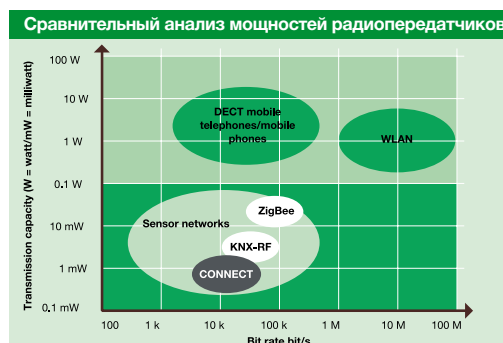 Сравнительный анализ мощностей радиопередатчиков
Transmission capacity (W = watt/mW = milliwatt)
100 W
10 W
1 W
0.1 W
10 mW
1 mW
0.1 mW
DECT mobile
telephones/mobile
phones
WLAN
ZigBee
Sensor networks
KNX-RF
CONNECT
100 1 k 10 k 100 k 1 M 10 M 100 M
Bit rate bit/s